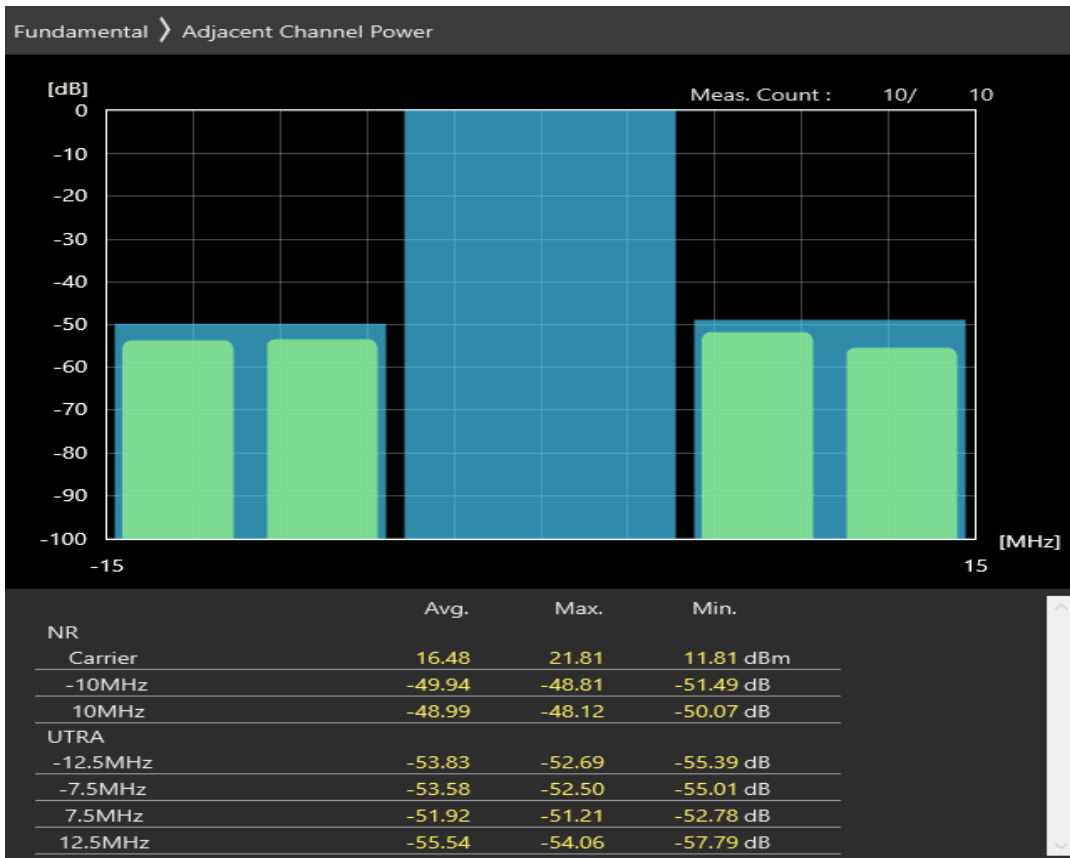 Fundamental 〉 Adjacent Channel Power
[dB]
Meas. Count : 10/ 10
0
-10
-20
-30
-40
-50
-60
-70
-80
-90
-100
[MHz]
-15 15
Avg. Max. Min.
NR
Carrier 16.48 21.81 11.81 dBm
-10MHz -49.94 -48.81 -51.49 dB
10MHz -48.99 -48.12 -50.07 dB
UTRA
-12.5MHz -53.83 -52.69 -55.39 dB
-7.5MHz -53.58 -52.50 -55.01 dB
7.5MHz -51.92 -51.21 -52.78 dB
12.5MHz -55.54 -54.06 -57.79 dB